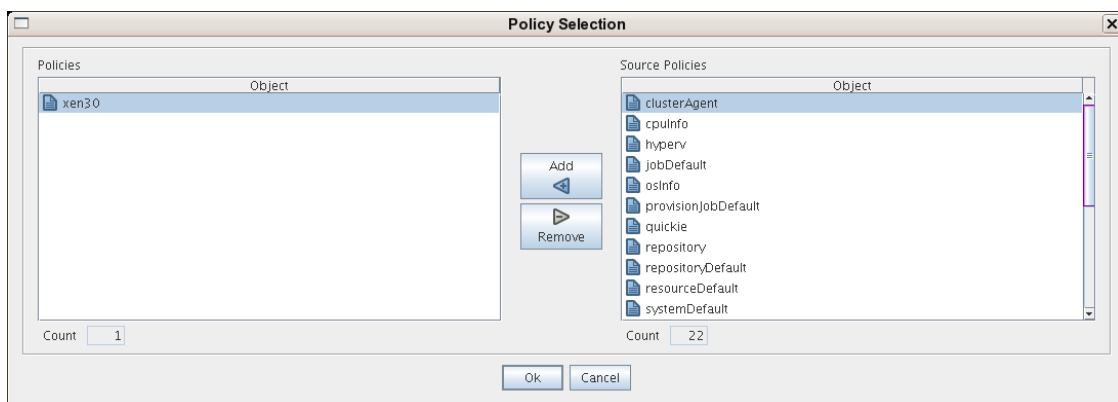 Policy Selection
Policies
Object
xen30
Count 1
Add
Remove
Source Policies
Object
clusterAgent
cpuInfo
hyperv
jobDefault
osInfo
provisionJobDefault
quickie
repository
repositoryDefault
resourceDefault
systemDefault
Count 22
Ok
Cancel